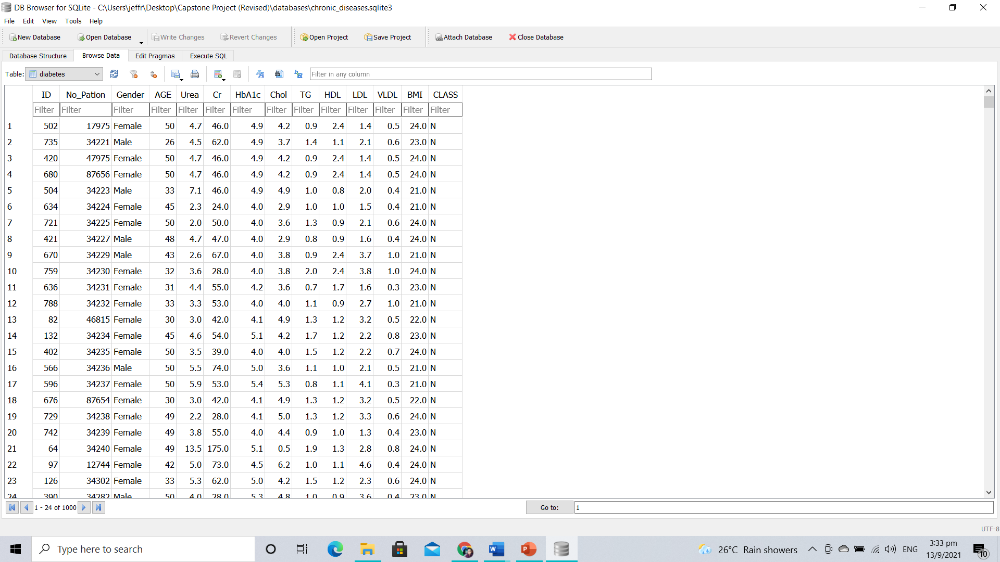 DB Browser for SQLite - C:\Users\jeffr\Desktop\Capstone Project (Revised)\databases\chronic_diseases.sqlite3
File Edit View Tools Help
New Database Open Database Write Changes Revert Changes Open Project Save Project Attach Database Close Database
Database Structure Browse Data Edit Pragmas Execute SQL
Table: diabetes Filter in any column
ID No_Pation Gender AGE Urea Cr HbA1c Chol TG HDL LDL VLDL BMI CLASS
Filter Filter Filter Filter Filter Filter Filter Filter Filter Filter Filter Filter Filter Filter
1 502 17975 Female 50 4.7 46.0 4.9 4.2 0.9 2.4 1.4 0.5 24.0 N
2 735 34221 Male 26 4.5 62.0 4.9 3.7 1.4 1.1 2.1 0.6 23.0 N
3 420 47975 Female 50 4.7 46.0 4.9 4.2 0.9 2.4 1.4 0.5 24.0 N
4 680 87656 Female 50 4.7 46.0 4.9 4.2 0.9 2.4 1.4 0.5 24.0 N
5 504 34223 Male 33 7.1 46.0 4.9 4.9 1.0 0.8 2.0 0.4 21.0 N
6 634 34224 Female 45 2.3 24.0 4.0 2.9 1.0 1.0 1.5 0.4 21.0 N
7 721 34225 Female 50 2.0 50.0 4.0 3.6 1.3 0.9 2.1 0.6 24.0 N
8 421 34227 Male 48 4.7 47.0 4.0 2.9 0.8 0.9 1.6 0.4 24.0 N
9 670 34229 Male 43 2.6 67.0 4.0 3.8 0.9 2.4 3.7 1.0 21.0 N
10 759 34230 Female 32 3.6 28.0 4.0 3.8 2.0 2.4 3.8 1.0 24.0 N
11 636 34231 Female 31 4.4 55.0 4.2 3.6 0.7 1.7 1.6 0.3 23.0 N
12 788 34232 Female 33 3.3 53.0 4.0 4.0 1.1 0.9 2.7 1.0 21.0 N
13 82 46815 Female 30 3.0 42.0 4.1 4.9 1.3 1.2 3.2 0.5 22.0 N
14 132 34234 Female 45 4.6 54.0 5.1 4.2 1.7 1.2 2.2 0.8 23.0 N
15 402 34235 Female 50 3.5 39.0 4.0 4.0 1.5 1.2 2.2 0.7 24.0 N
16 566 34236 Male 50 5.5 74.0 5.0 3.6 1.1 1.0 2.1 0.5 21.0 N
17 596 34237 Female 50 5.9 53.0 5.4 5.3 0.8 1.1 4.1 0.3 21.0 N
18 676 87654 Female 30 3.0 42.0 4.1 4.9 1.3 1.2 3.2 0.5 22.0 N
19 729 34238 Female 49 2.2 28.0 4.1 5.0 1.3 1.2 3.3 0.6 24.0 N
20 742 34239 Female 49 3.8 55.0 4.0 4.4 0.9 1.0 1.3 0.4 23.0 N
21 64 34240 Female 49 13.5 175.0 5.1 0.5 1.9 1.3 2.8 0.8 24.0 N
22 97 12744 Female 42 5.0 73.0 4.5 6.2 1.0 1.1 4.6 0.4 24.0 N
23 126 34302 Female 33 5.3 62.0 5.0 4.2 1.5 1.2 2.3 0.6 24.0 N
24 390 34282 Male 50 4.0 28.0 5.3 4.8 1.0 0.9 3.6 0.4 23.0 N
1 - 24 of 1000 Go to: 1
UTF-8
Type here to search 26°C Rain showers ENG 3:33 pm
13/9/2021 10